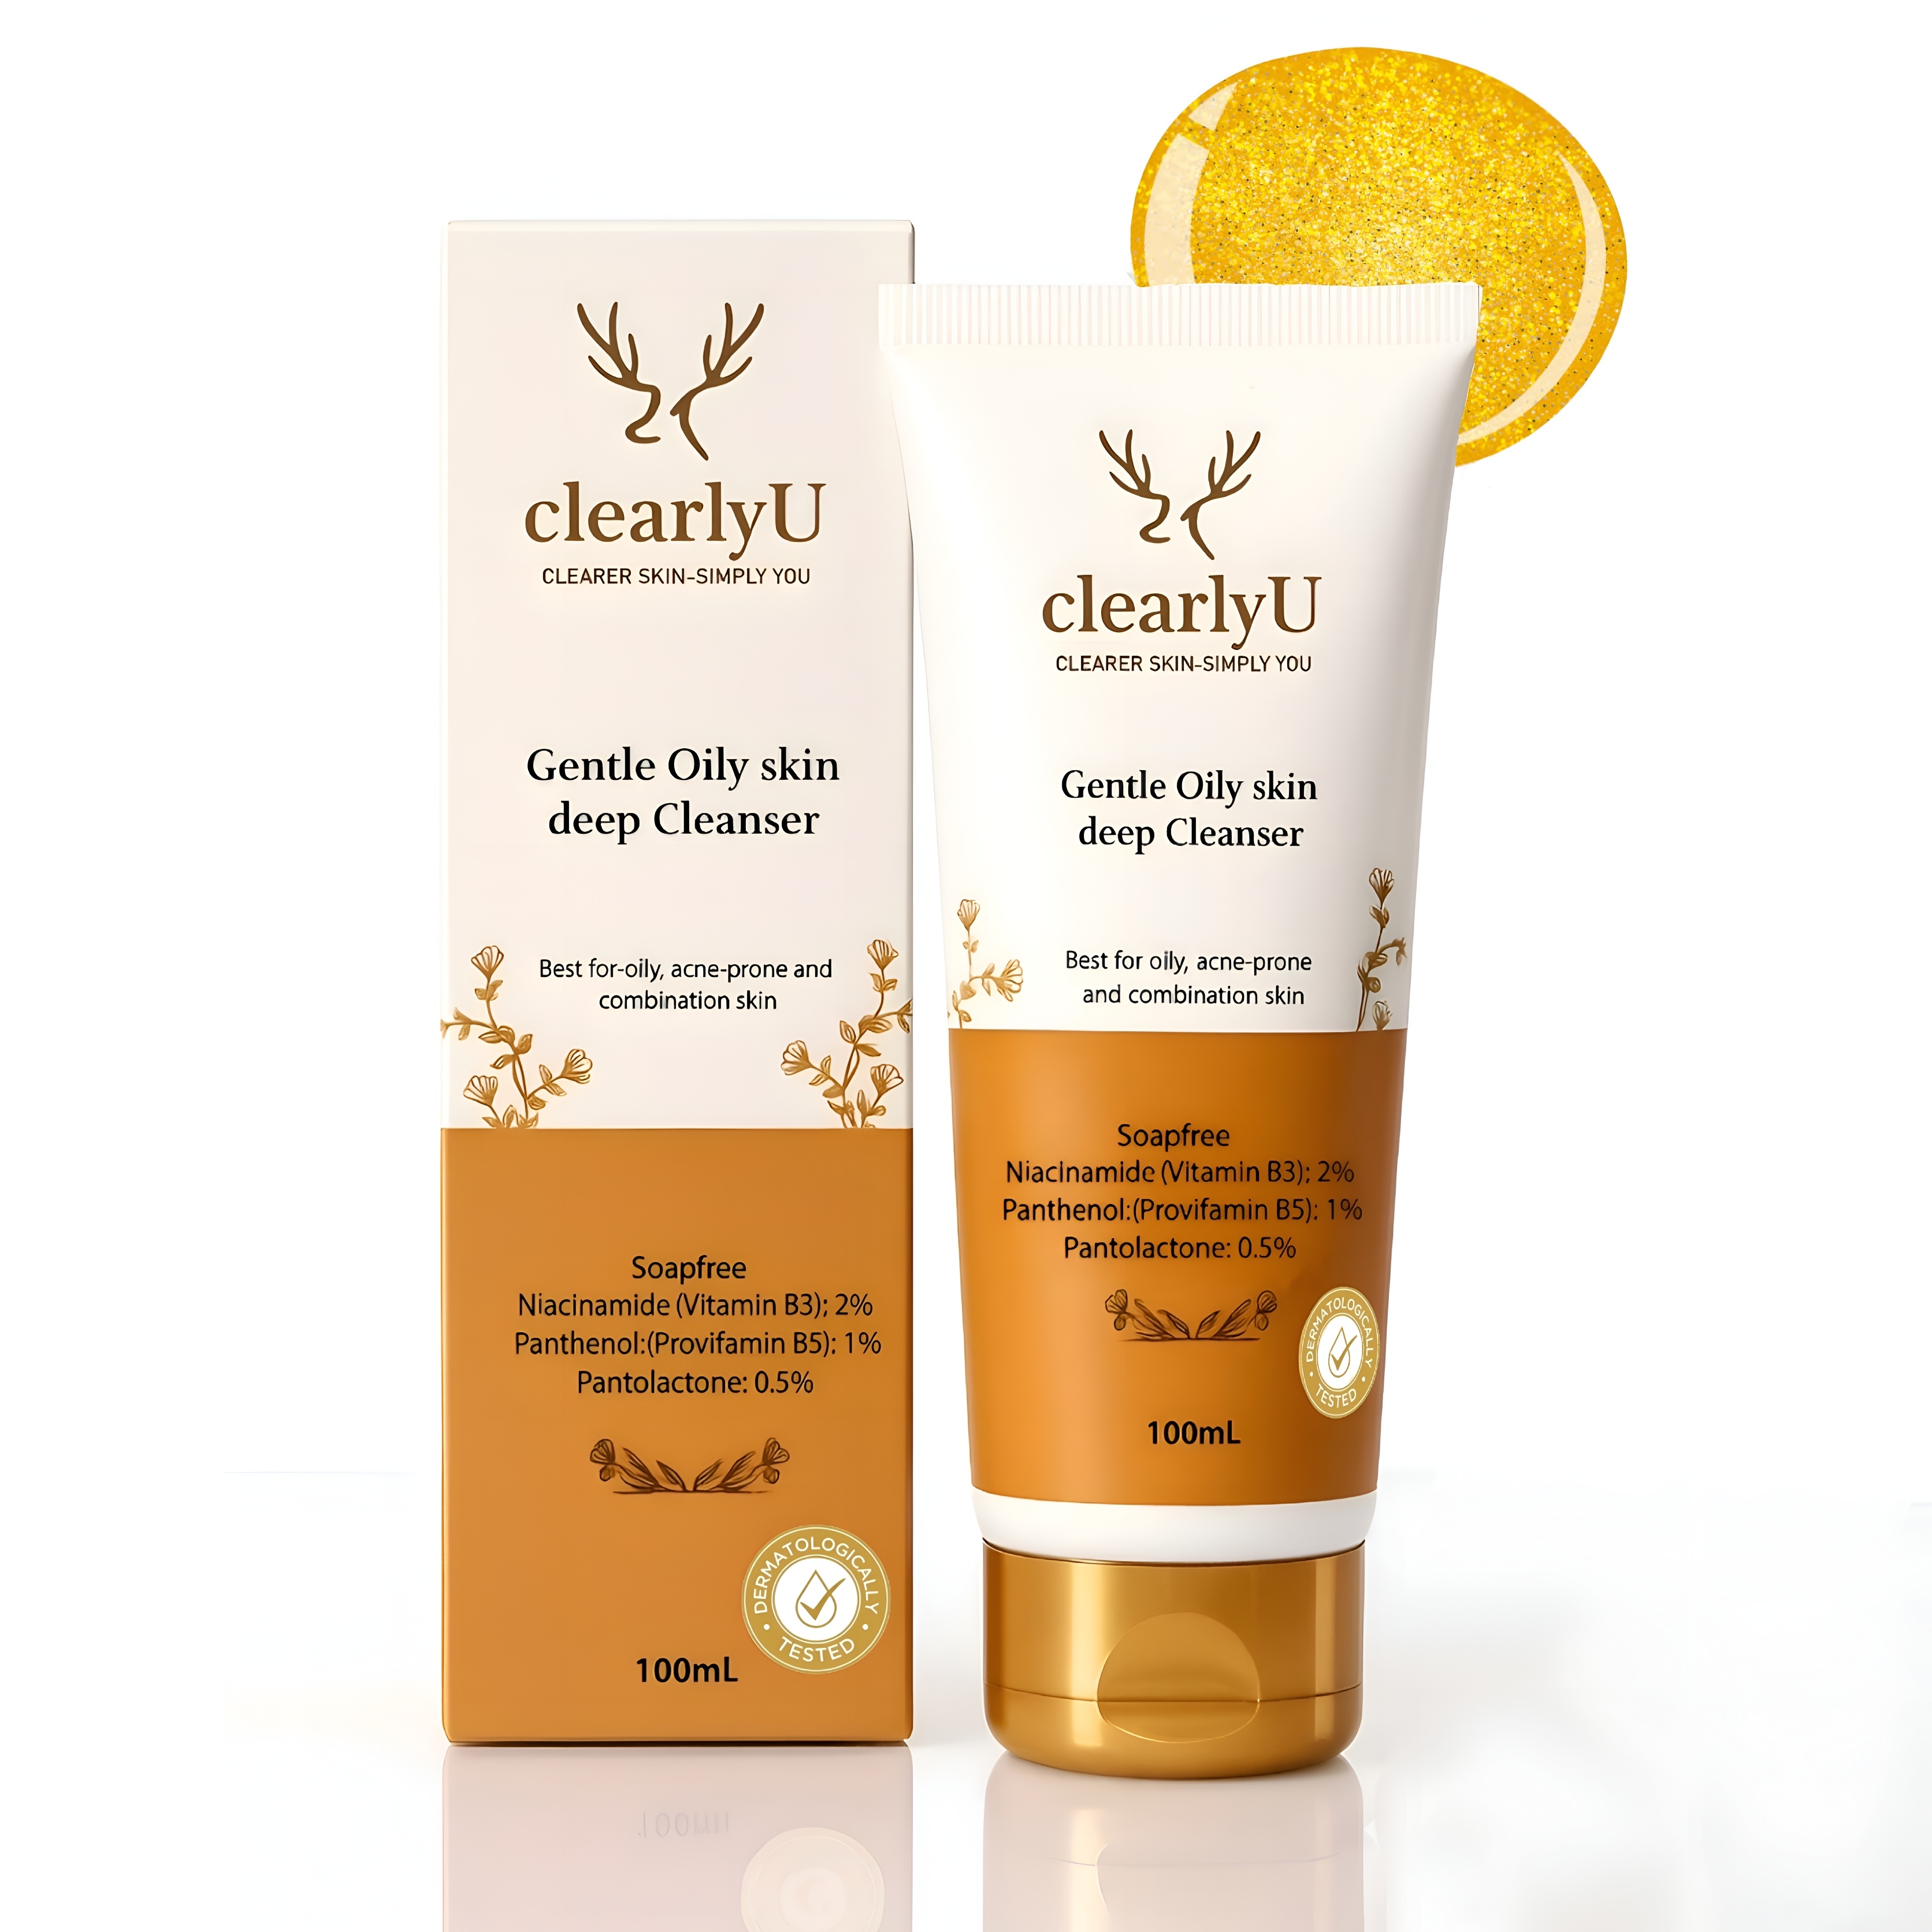 clearlyU
CLEARER SKIN-SIMPLY YOU
Gentle Oily skin
deep Cleanser
Best for-oily, acne-prone and
combination skin
Soapfree
Niacinamide (Vitamin B3); 2%
Panthenol:(Provifamin B5): 1%
Pantolactone: 0.5%
DERMATOLOGICALLY
TESTED
100mL
clearlyU
CLEARER SKIN-SIMPLY YOU
Gentle Oily skin
deep Cleanser
Best for oily, acne-prone
and combination skin
Soapfree
Niacinamide (Vitamin B3); 2%
Panthenol:(Provifamin B5): 1%
Pantolactone: 0.5%
DERMATOLOGICALLY
TESTED
100mL